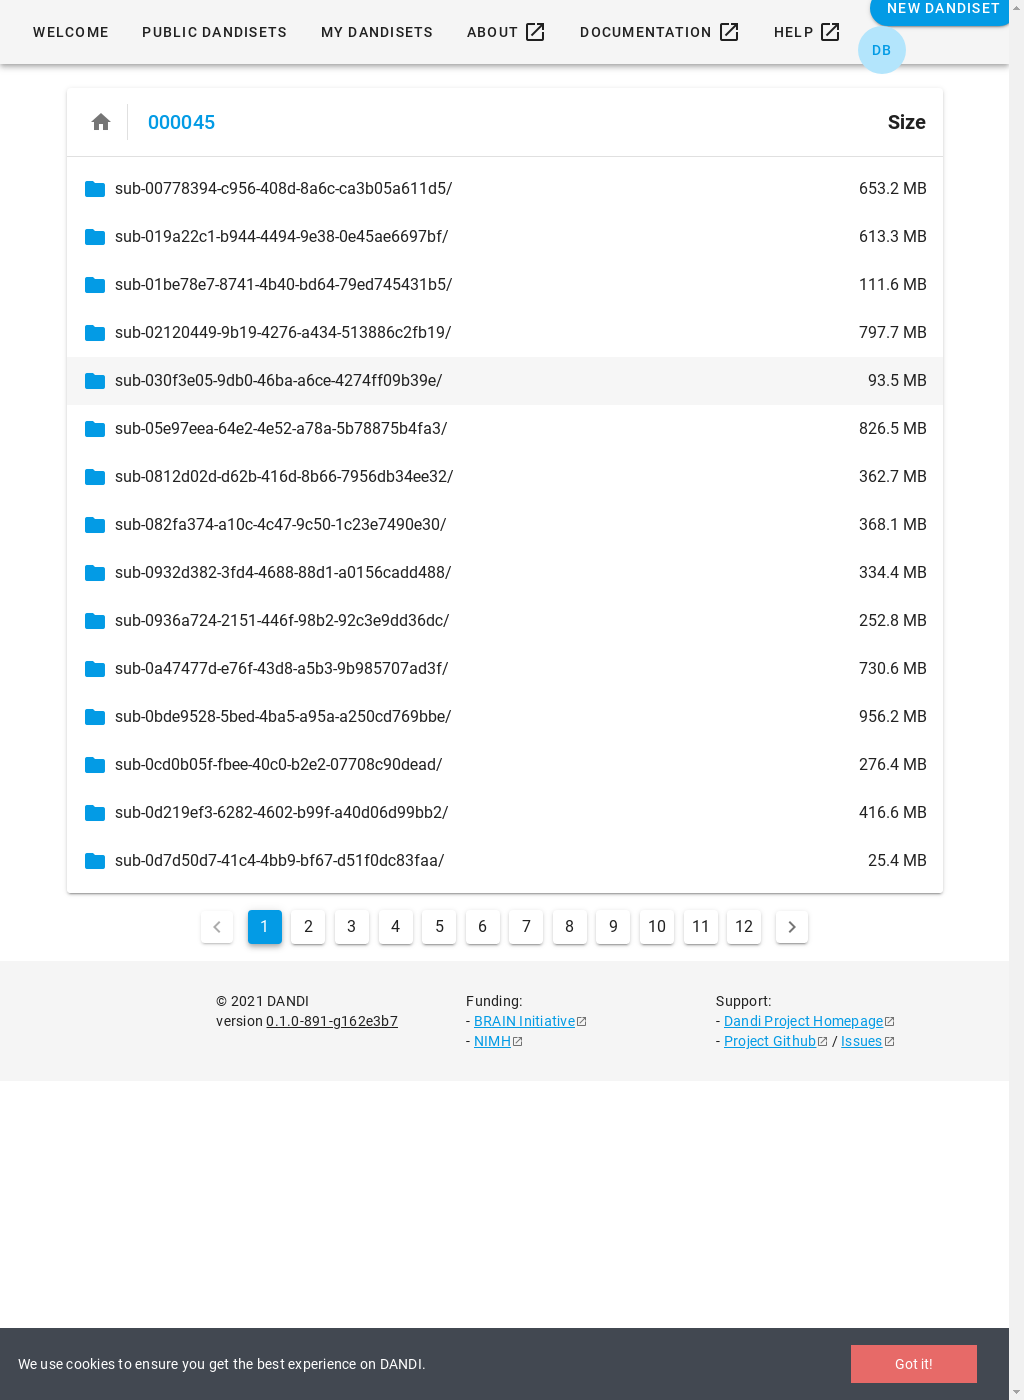 WELCOME PUBLIC DANDISETS MY DANDISETS ABOUT DOCUMENTATION HELP NEW DANDISET
DB
000045 Size
sub-00778394-c956-408d-8a6c-ca3b05a611d5/ 653.2 MB
sub-019a22c1-b944-4494-9e38-0e45ae6697bf/ 613.3 MB
sub-01be78e7-8741-4b40-bd64-79ed745431b5/ 111.6 MB
sub-02120449-9b19-4276-a434-513886c2fb19/ 797.7 MB
sub-030f3e05-9db0-46ba-a6ce-4274ff09b39e/ 93.5 MB
sub-05e97eea-64e2-4e52-a78a-5b78875b4fa3/ 826.5 MB
sub-0812d02d-d62b-416d-8b66-7956db34ee32/ 362.7 MB
sub-082fa374-a10c-4c47-9c50-1c23e7490e30/ 368.1 MB
sub-0932d382-3fd4-4688-88d1-a0156cadd488/ 334.4 MB
sub-0936a724-2151-446f-98b2-92c3e9dd36dc/ 252.8 MB
sub-0a47477d-e76f-43d8-a5b3-9b985707ad3f/ 730.6 MB
sub-0bde9528-5bed-4ba5-a95a-a250cd769bbe/ 956.2 MB
sub-0cd0b05f-fbee-40c0-b2e2-07708c90dead/ 276.4 MB
sub-0d219ef3-6282-4602-b99f-a40d06d99bb2/ 416.6 MB
sub-0d7d50d7-41c4-4bb9-bf67-d51f0dc83faa/ 25.4 MB
1 2 3 4 5 6 7 8 9 10 11 12
© 2021 DANDI
version 0.1.0-891-g162e3b7
Funding:
- BRAIN Initiative
- NIMH
Support:
- Dandi Project Homepage
- Project Github / Issues
We use cookies to ensure you get the best experience on DANDI. Got it!